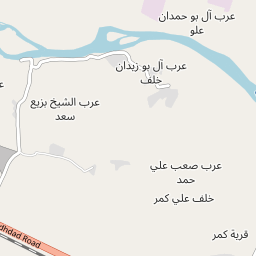 عرب آل بو حمدان
علو
عرب آل بو زيدان
خلف
عرب الشيخ بزيع
سعد
عرب صعب علي
حمد
خلف علي كمر
قرية كمر
Road